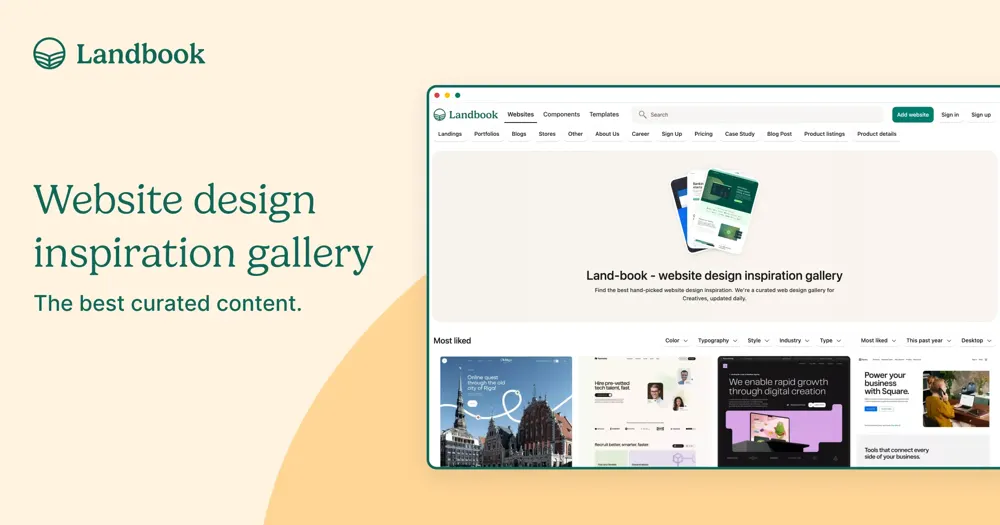 Landbook
Website design
inspiration gallery
The best curated content.
Landbook
Websites
Components
Templates
Search
Add website
Sign in
Sign up
Landings
Portfolios
Blogs
Stores
Other
About Us
Career
Sign Up
Pricing
Case Study
Blog Post
Product listings
Product details
Land-book - website design inspiration gallery
Find the best hand-picked website design inspiration. We're a curated web design gallery for
Creatives, updated daily.
Most liked
Color
Typography
Style
Industry
Type
Most liked
This past year
Desktop
Online quest
through the old
city of Riga!
Hire pre-vetted
tech talent, fast.
Recruit better, smarter, faster.
We enable rapid growth
through digital creation
Power your
business
with Square.
Tools that connect every
side of your business.